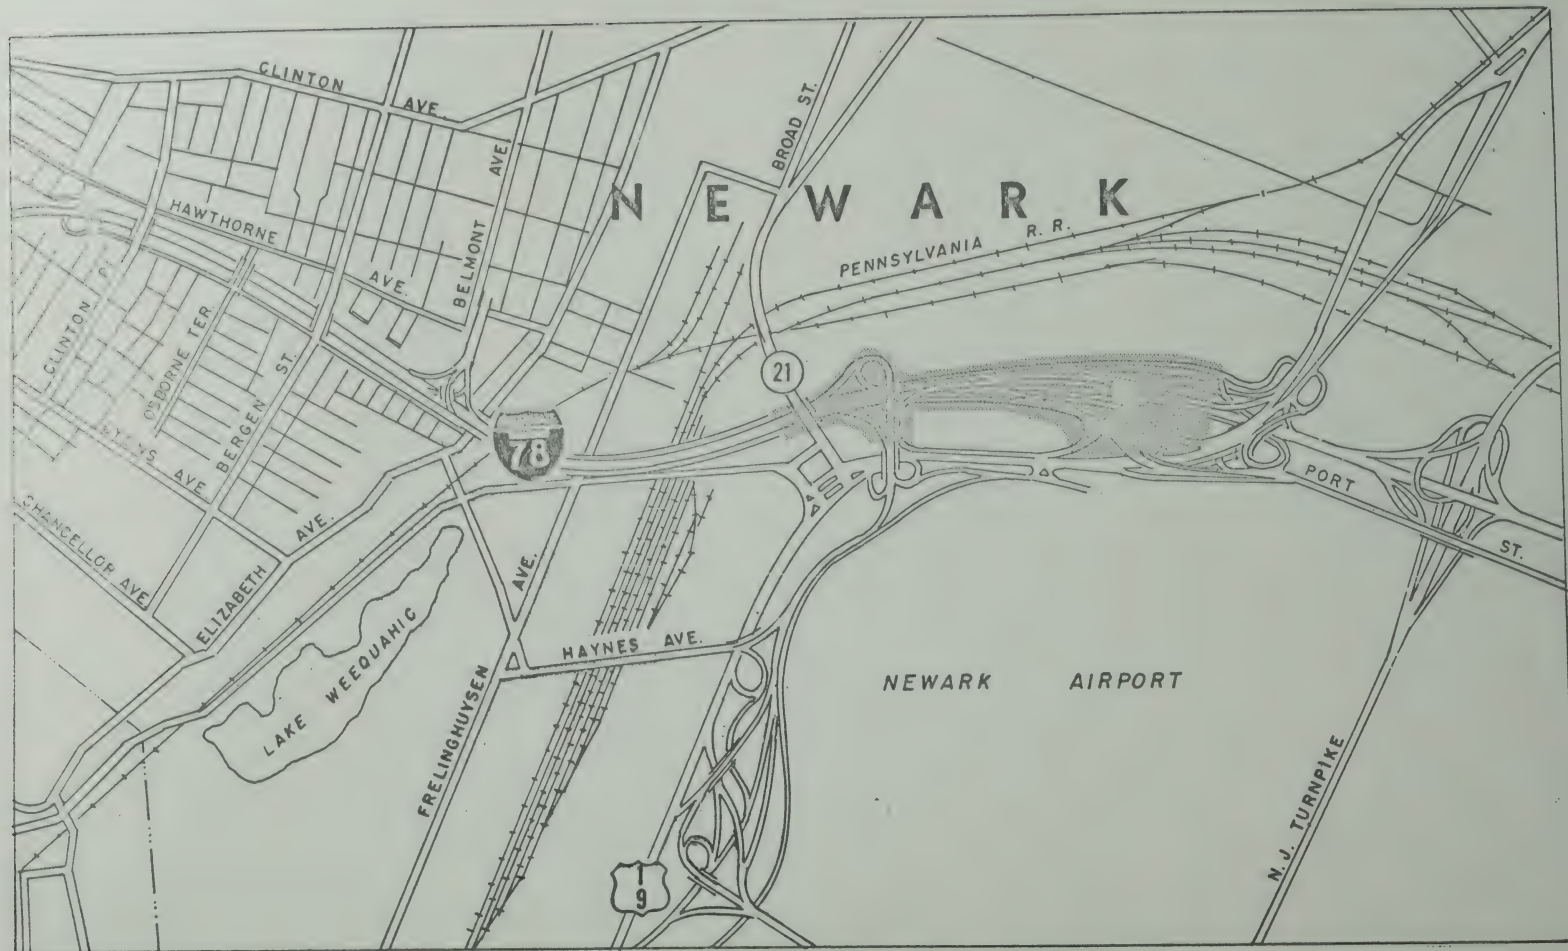 CLINTON AVE.
BROAD ST.
NEWARK
HAWTHORNE AVE.
BELMONT AVE.
PENNSYLVANIA R. R.
CLINTON P
OSBORNE TER
BERGEN ST.
21
78
LYONS AVE
CHANCELLOR AVE.
ELIZABETH AVE.
PORT ST.
LAKE WEEQUAHIC
FRELINGHUYSEN AVE.
HAYNES AVE.
NEWARK AIRPORT
N. J. TURNPIKE
1
9